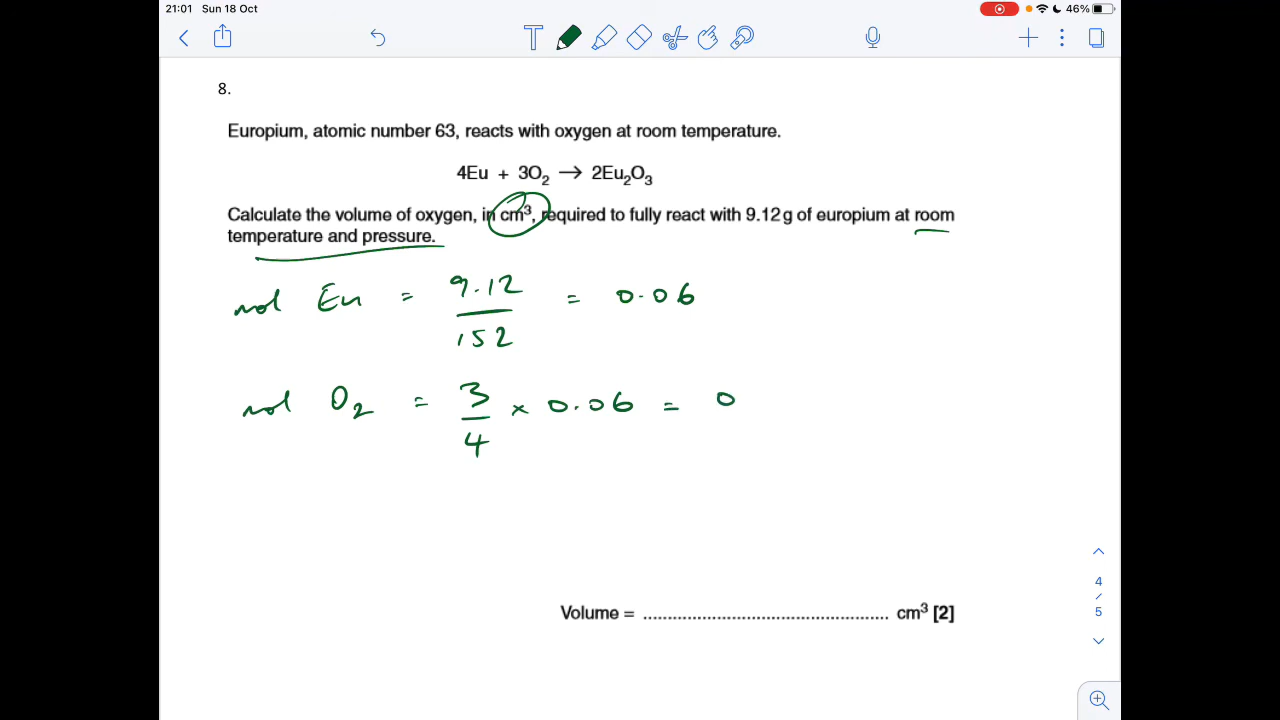 21:01 Sun 18 Oct 46%
T
8.
Europium, atomic number 63, reacts with oxygen at room temperature.
4Eu + 3O₂ → 2Eu₂O₃
Calculate the volume of oxygen, in cm³, required to fully react with 9.12 g of europium at room
temperature and pressure.
mol Eu = 9.12 / 152 = 0.06
mol O₂ = 3 / 4 × 0.06 = 0
4
5
Volume = ................................................... cm³ [2]